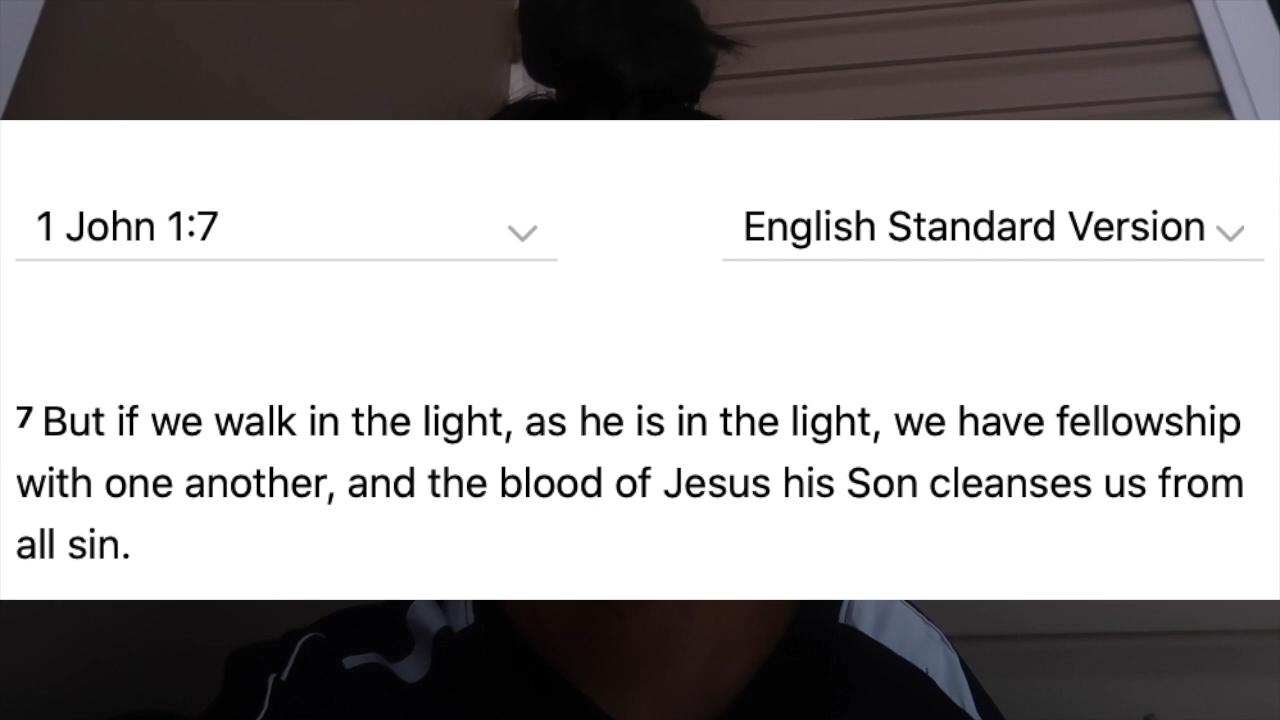 1 John 1:7
English Standard Version
7 But if we walk in the light, as he is in the light, we have fellowship
with one another, and the blood of Jesus his Son cleanses us from
all sin.